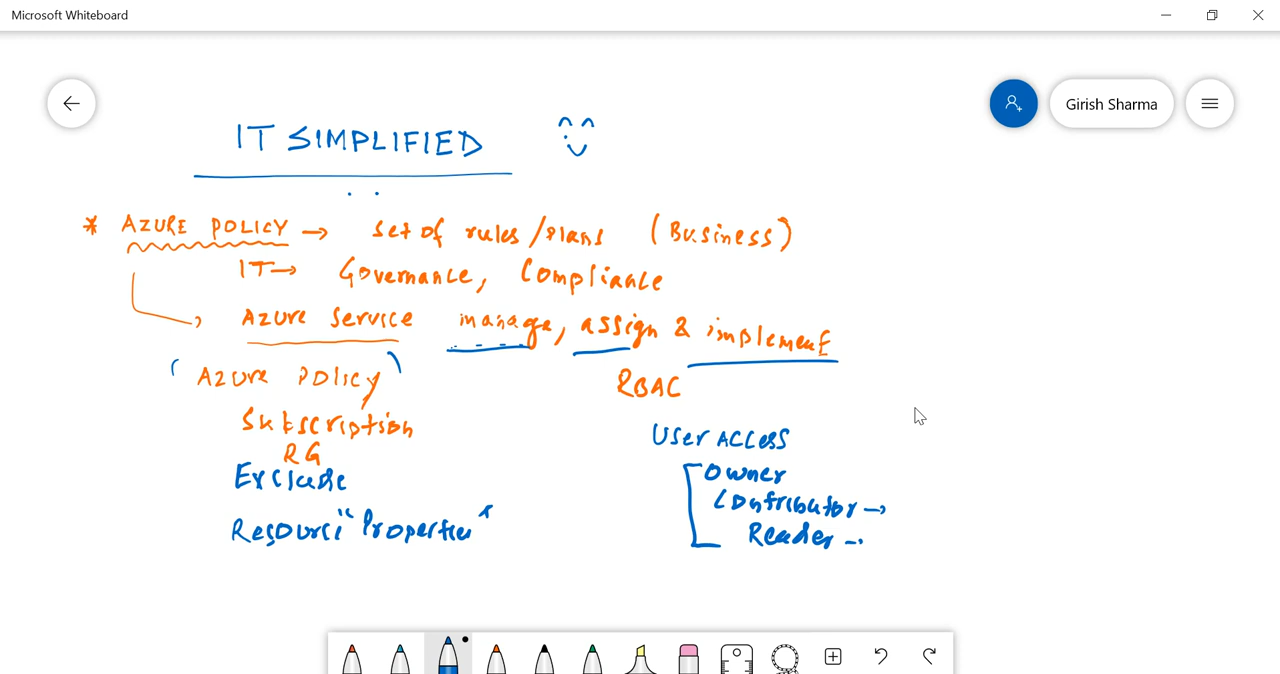 Microsoft Whiteboard
Girish Sharma
IT SIMPLIFIED
* AZURE POLICY → set of rules/plans (Business)
IT → Governance, Compliance
Azure Service manage, assign & implement
(Azure Policy)
RBAC
Subscription
RG
Exclude
Resource "Properties"
User Access
Owner
Contributor →
Reader →